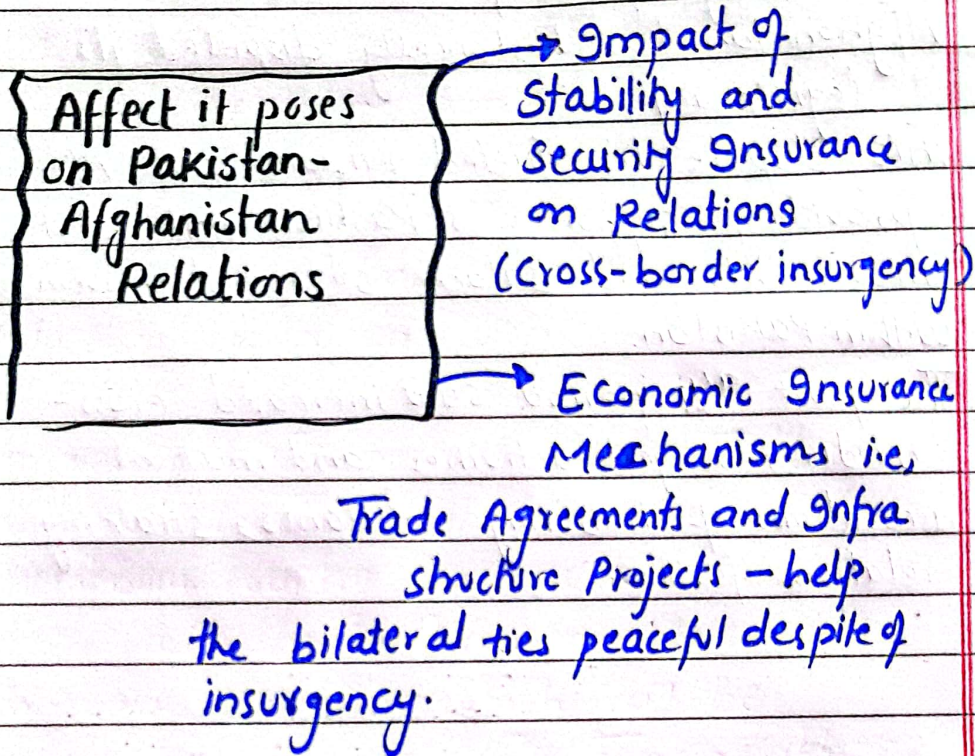 Affect it poses
on Pakistan-
Afghanistan
Relations
Impact of
Stability and
Security Insurance
on Relations
(Cross-border insurgency)
Economic Insurance
Mechanisms i.e,
Trade Agreements and Infra
structure Projects – help
the bilateral ties peaceful despite of
insurgency.